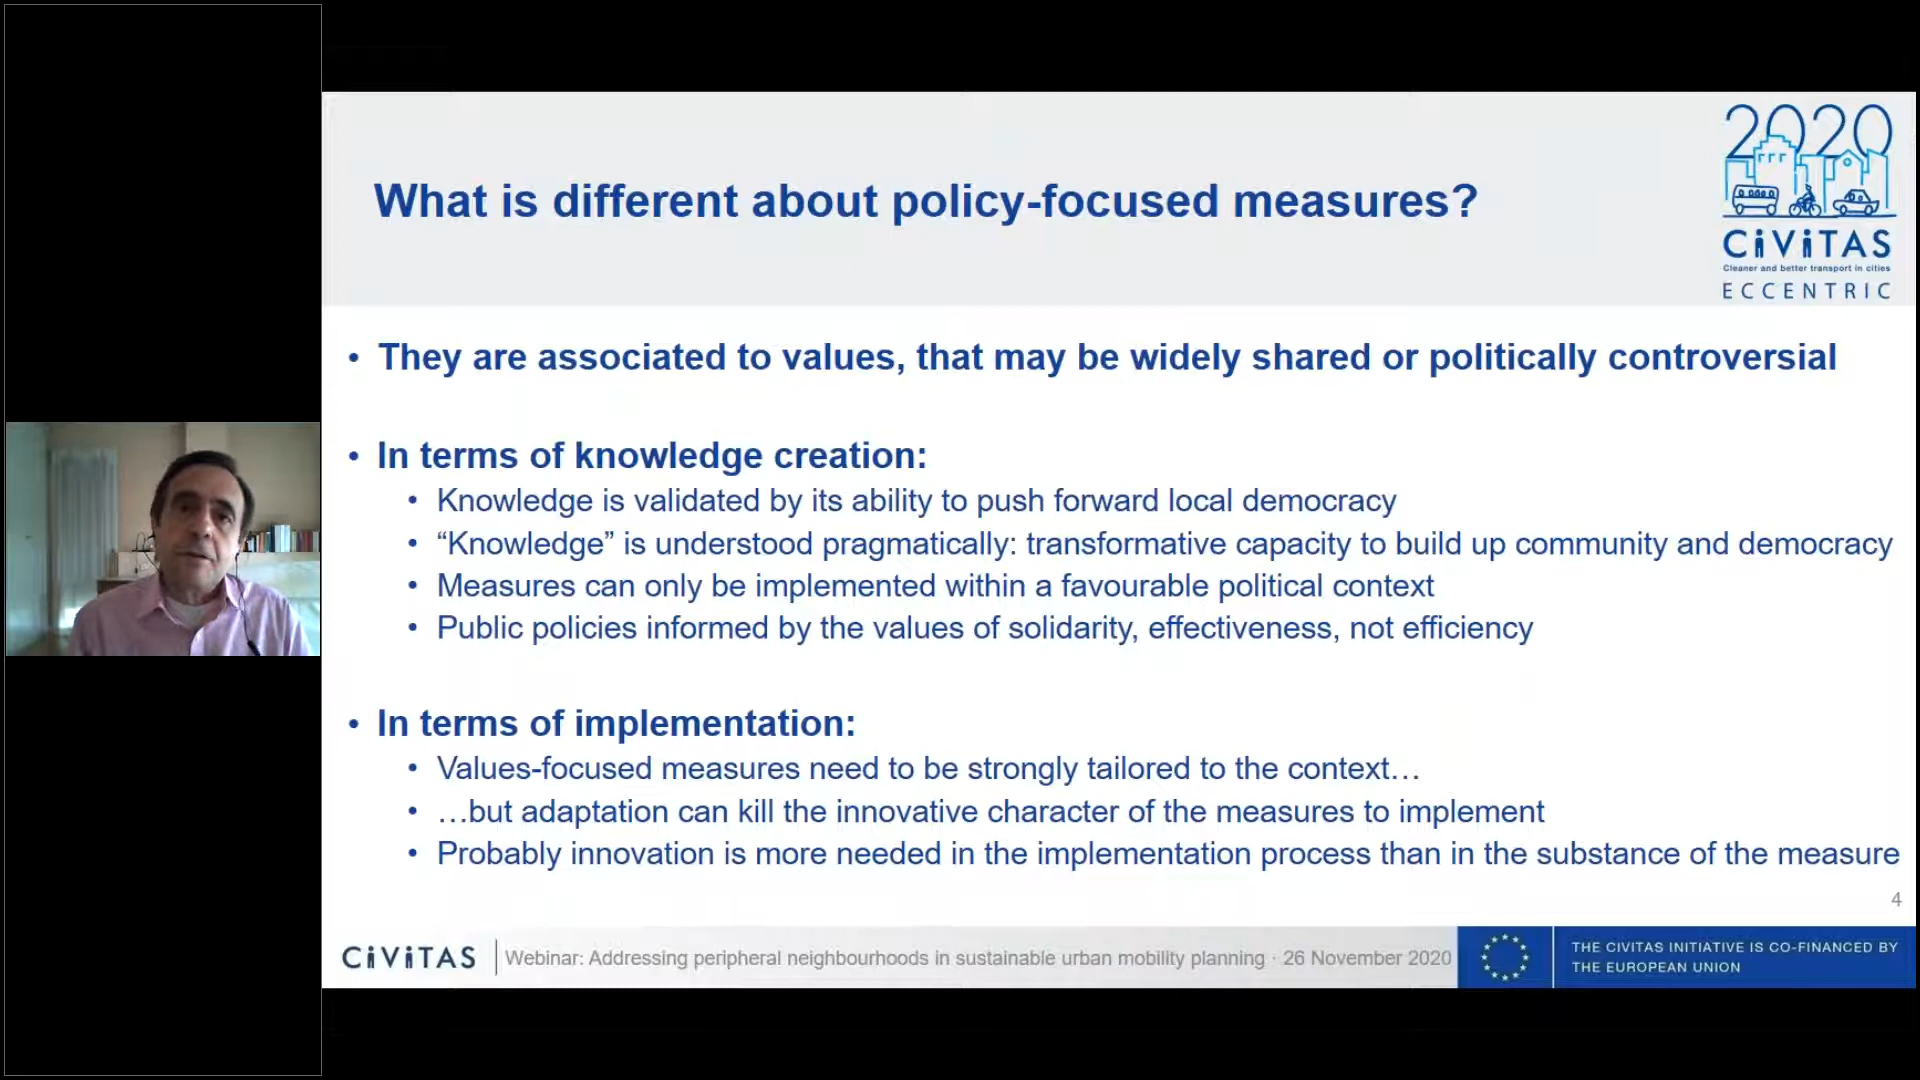 What is different about policy-focused measures?
2020
CiViTAS
Cleaner and better transport in cities
ECCENTRIC
• They are associated to values, that may be widely shared or politically controversial
• In terms of knowledge creation:
• Knowledge is validated by its ability to push forward local democracy
• “Knowledge” is understood pragmatically: transformative capacity to build up community and democracy
• Measures can only be implemented within a favourable political context
• Public policies informed by the values of solidarity, effectiveness, not efficiency
• In terms of implementation:
• Values-focused measures need to be strongly tailored to the context…
• …but adaptation can kill the innovative character of the measures to implement
• Probably innovation is more needed in the implementation process than in the substance of the measure
4
CiViTAS
Webinar: Addressing peripheral neighbourhoods in sustainable urban mobility planning · 26 November 2020
THE CIVITAS INITIATIVE IS CO-FINANCED BY
THE EUROPEAN UNION